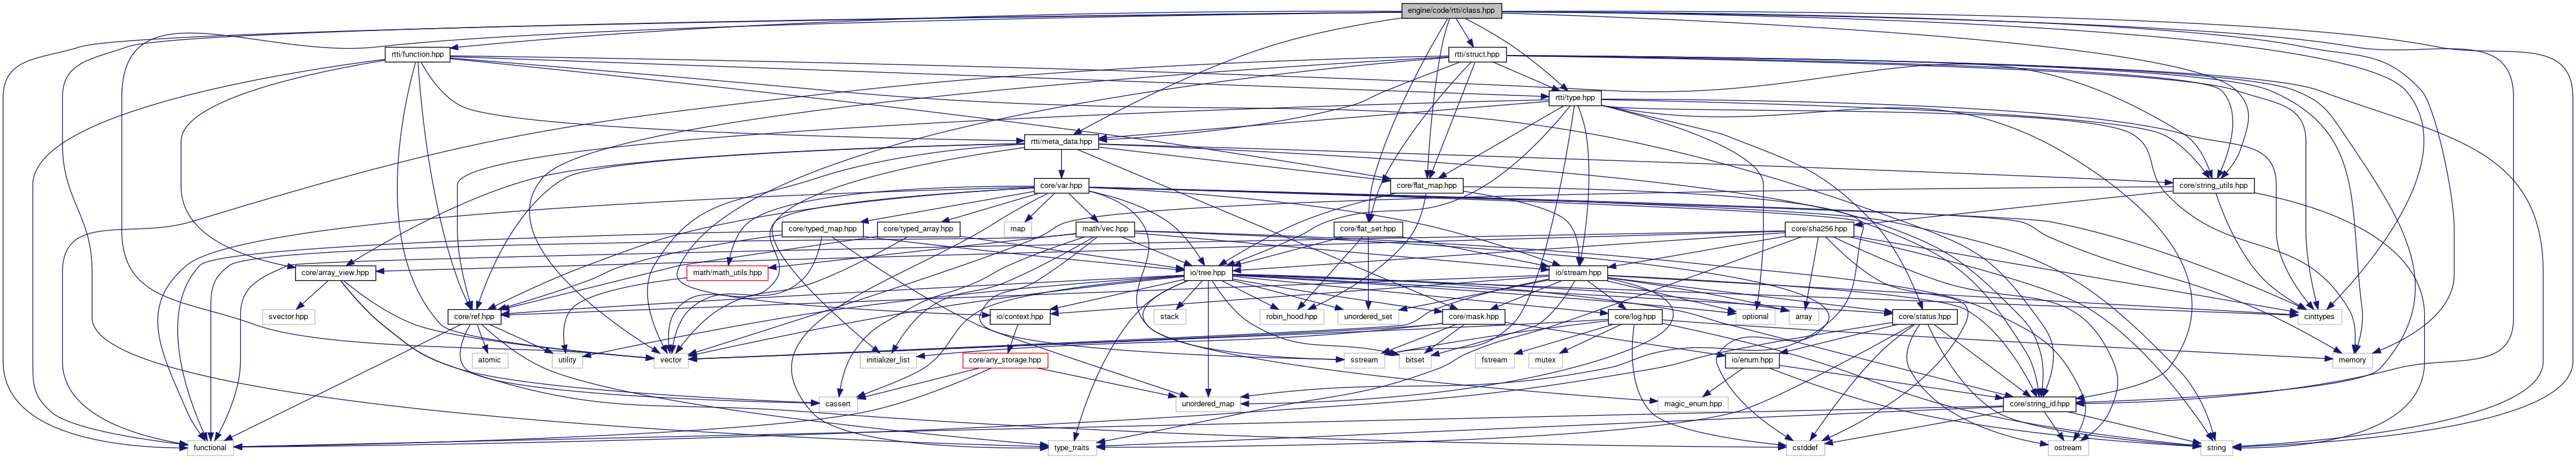 engine/code/rtti/class.hpp
rtti/function.hpp
rtti/struct.hpp
rtti/type.hpp
rtti/meta_data.hpp
core/var.hpp
core/flat_map.hpp
core/string_utils.hpp
core/typed_map.hpp
core/typed_array.hpp
map
math/vec.hpp
core/flat_set.hpp
core/sha256.hpp
core/array_view.hpp
math/math_utils.hpp
io/tree.hpp
io/stream.hpp
svector.hpp
core/ref.hpp
io/context.hpp
stack
robin_hood.hpp
unordered_set
core/mask.hpp
core/log.hpp
optional
array
core/status.hpp
cinttypes
atomic
utility
vector
initializer_list
core/any_storage.hpp
sstream
bitset
fstream
mutex
io/enum.hpp
memory
cassert
unordered_map
magic_enum.hpp
core/string_id.hpp
functional
type_traits
cstddef
ostream
string